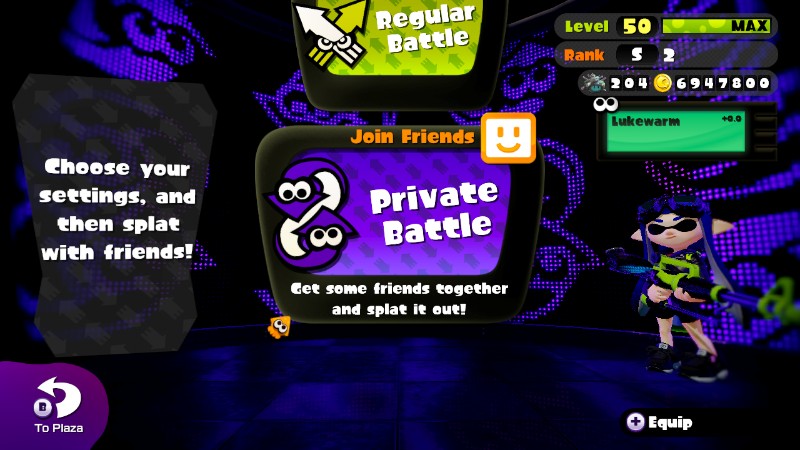 Regular
Battle
Level 50 MAX
Rank S 2
204 6947800
Lukewarm +0.0
Join Friends
Private
Battle
Get some friends together
and splat it out!
Choose your
settings, and
then splat
with friends!
B
To Plaza
+ Equip